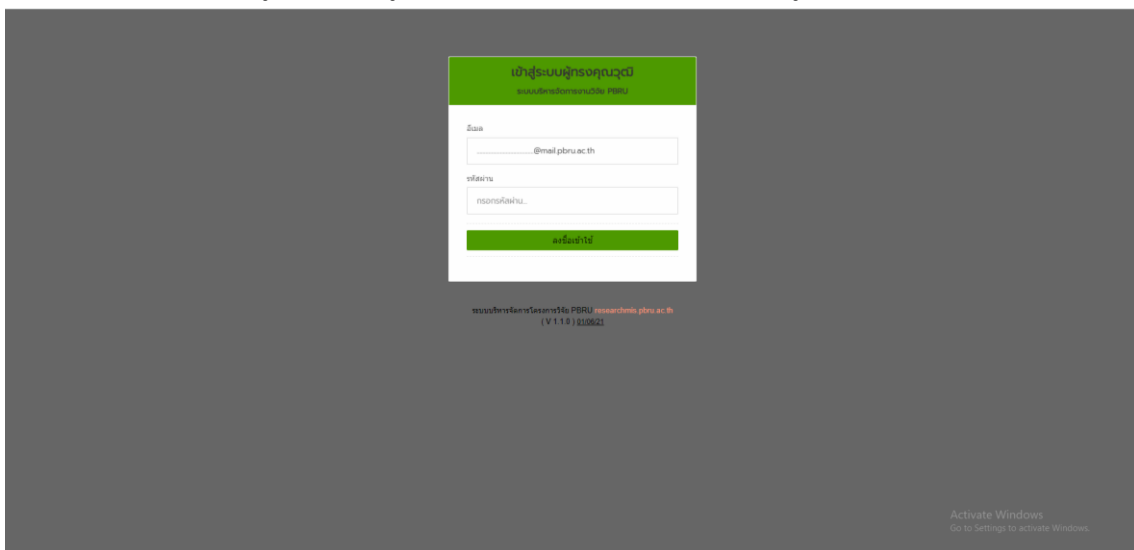 เข้าสู่ระบบผู้ทรงคุณวุฒิ
ระบบบริหารจัดการงานวิจัย PBRU
อีเมล
................................@mail.pbru.ac.th
รหัสผ่าน
กรอกรหัสผ่าน...
ลงชื่อเข้าใช้
ระบบบริหารจัดการโครงการวิจัย PBRU researchmis.pbru.ac.th
( V 1.1.0 ) 01/06/21
Activate Windows
Go to Settings to activate Windows.